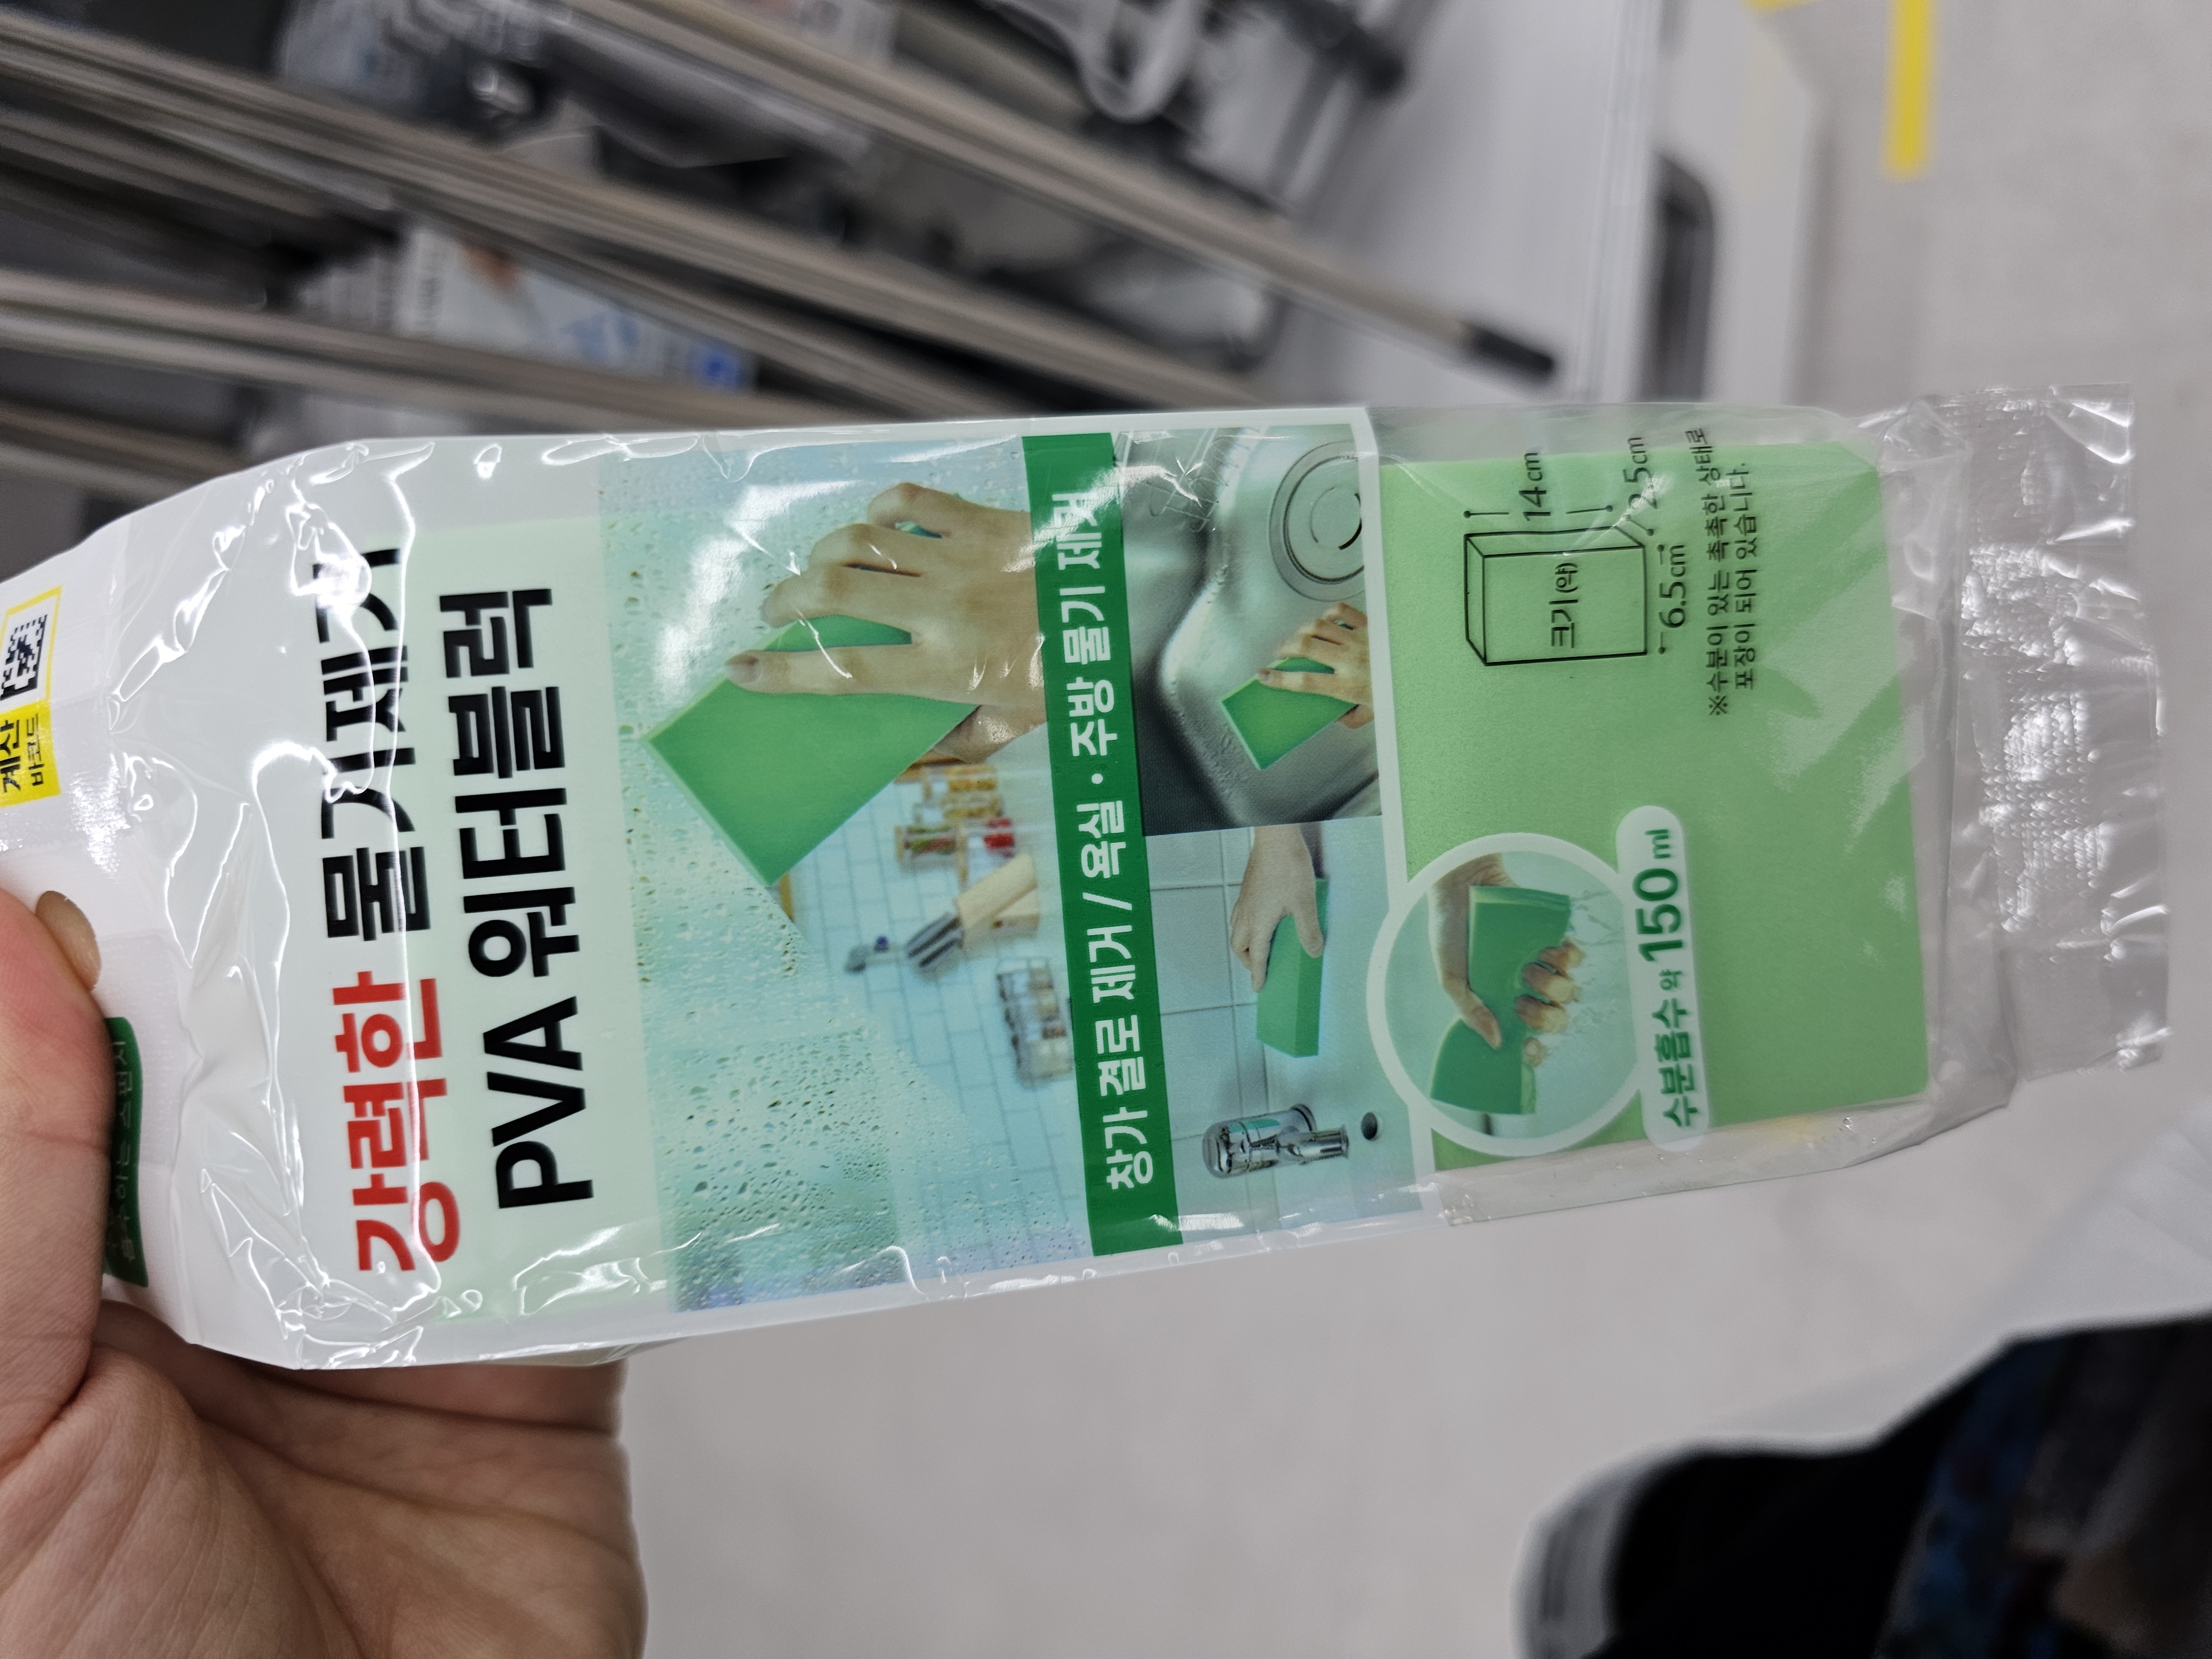 계산
바코드
강력한 물기제거
PVA 워터블럭
창가 결로 제거 / 욕실 · 주방 물기 제거
크기(약)
14cm
2.5cm
6.5cm
※수분이 있는 촉촉한 상태로
포장이 되어 있습니다.
수분흡수 약 150ml